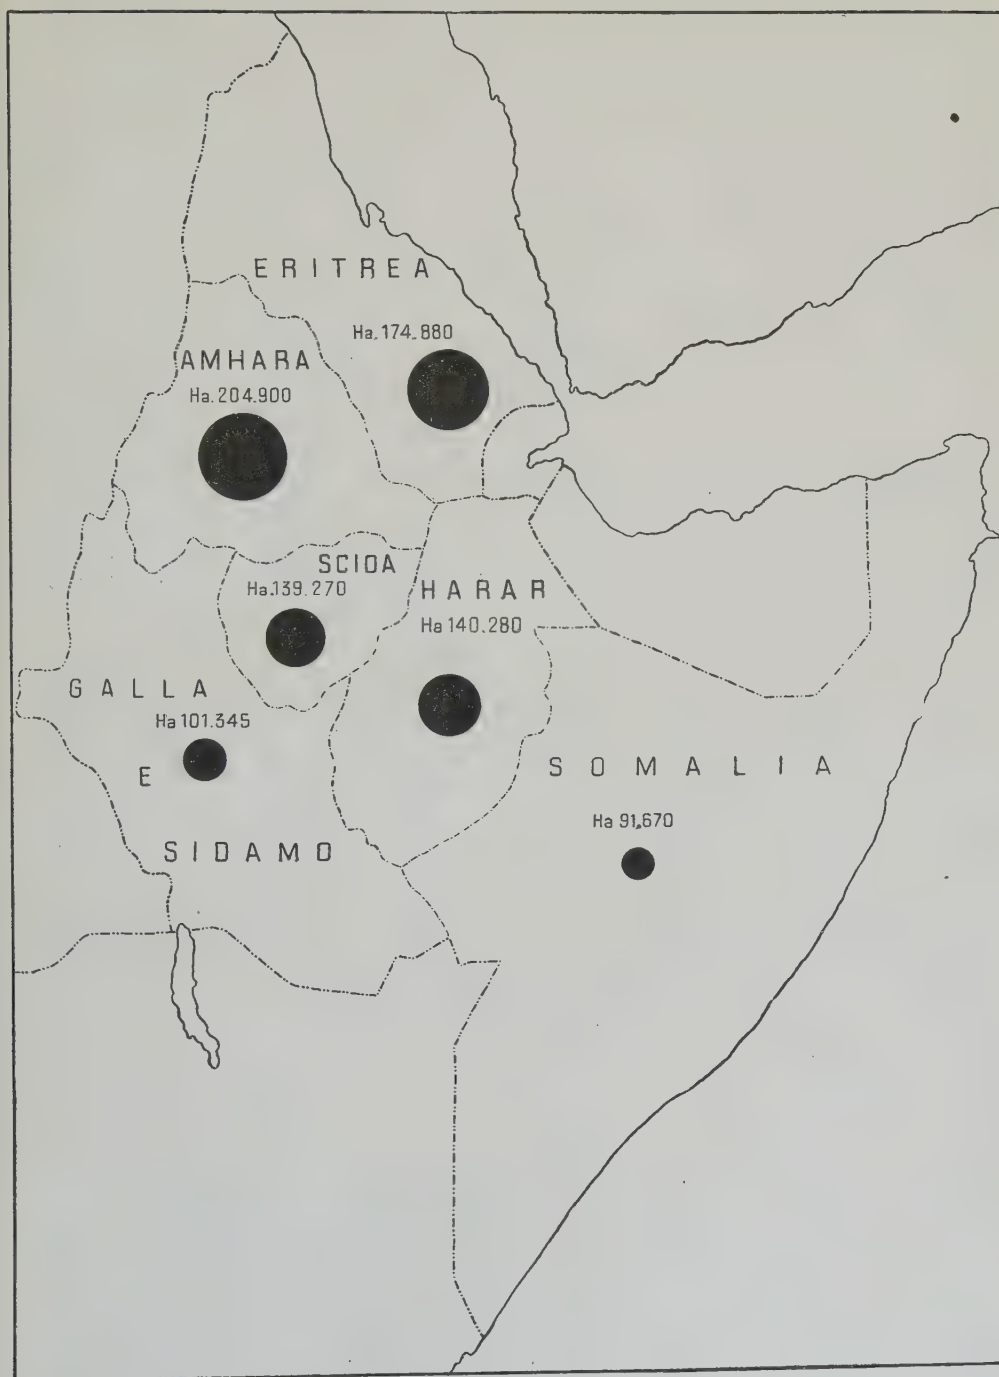 ERITREA
Ha. 174.880
AMHARA
Ha. 204.900
SCIOA
Ha. 139.270
HARAR
Ha 140.280
GALLA
Ha 101.345
E
SIDAMO
SOMALIA
Ha 91.670